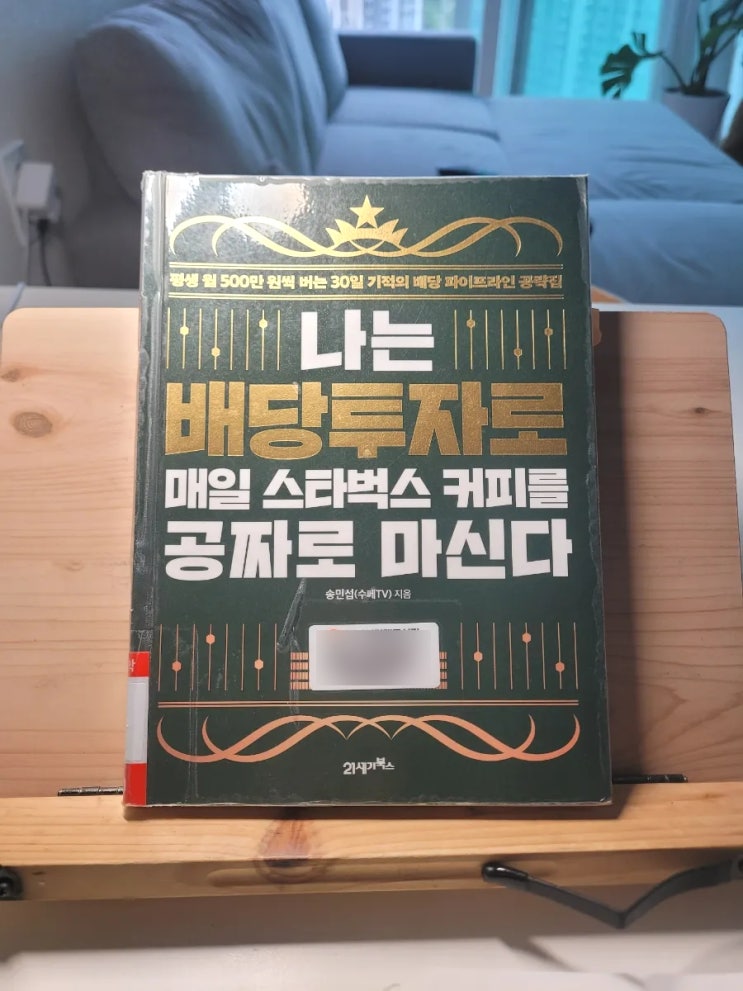 평생 월 500만 원씩 버는 30일 기적의 배당 파이프라인 공략집
나는
배당투자로
매일 스타벅스 커피를
공짜로 마신다
송민섭(수페TV) 지음
21세기북스